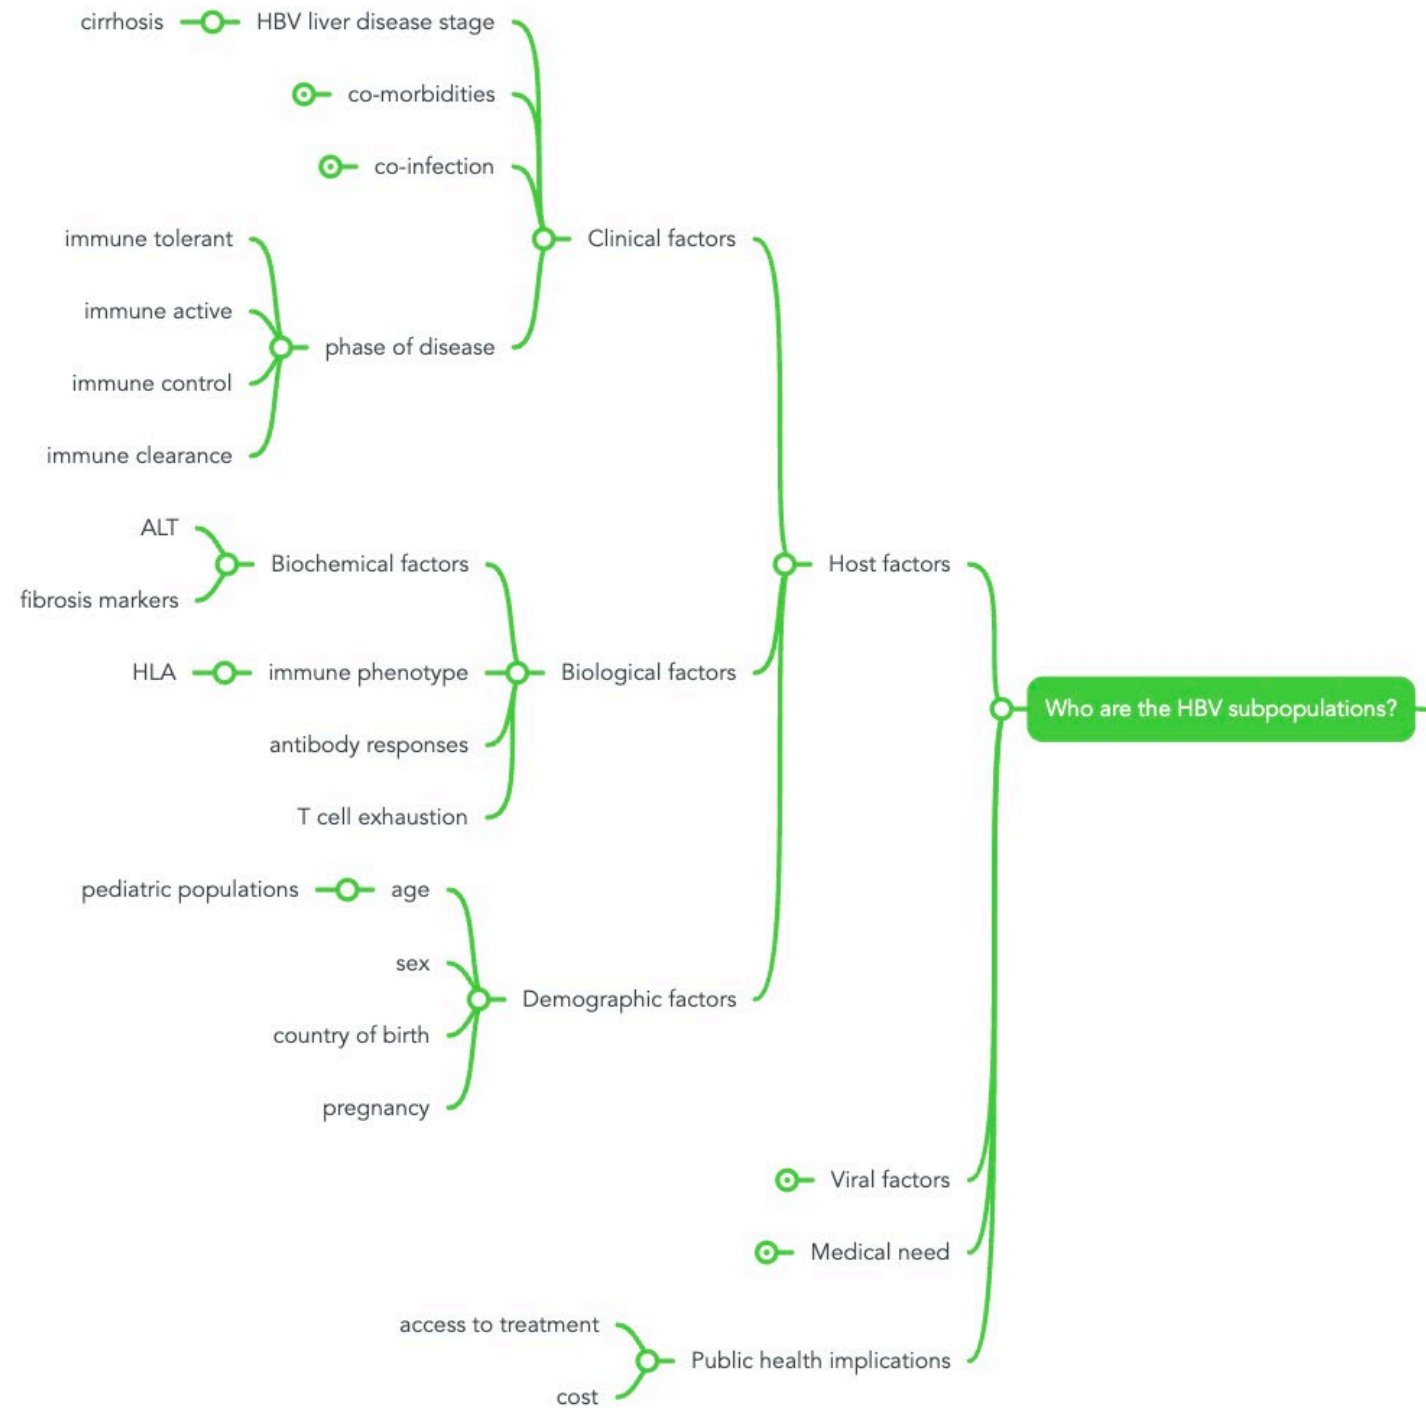 cirrhosis
HBV liver disease stage
co-morbidities
co-infection
immune tolerant
immune active
immune control
immune clearance
phase of disease
Clinical factors
ALT
fibrosis markers
Biochemical factors
HLA
immune phenotype
antibody responses
T cell exhaustion
Biological factors
pediatric populations
age
sex
country of birth
pregnancy
Demographic factors
Host factors
Viral factors
Medical need
access to treatment
cost
Public health implications
Who are the HBV subpopulations?